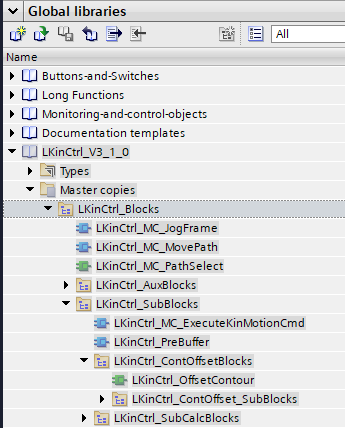 Global libraries
All
Name
Buttons-and-Switches
Long Functions
Monitoring-and-control-objects
Documentation templates
LKinCtrl_V3_1_0
Types
Master copies
LKinCtrl_Blocks
LKinCtrl_MC_JogFrame
LKinCtrl_MC_MovePath
LKinCtrl_MC_PathSelect
LKinCtrl_AuxBlocks
LKinCtrl_SubBlocks
LKinCtrl_MC_ExecuteKinMotionCmd
LKinCtrl_PreBuffer
LKinCtrl_ContOffsetBlocks
LKinCtrl_OffsetContour
LKinCtrl_ContOffset_SubBlocks
LKinCtrl_SubCalcBlocks